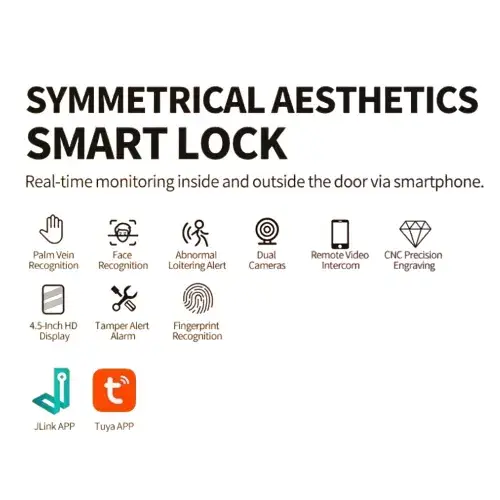 SYMMETRICAL AESTHETICS
SMART LOCK
Real-time monitoring inside and outside the door via smartphone.
Palm Vein
Recognition
Face
Recognition
Abnormal
Loitering Alert
Dual
Cameras
Remote Video
Intercom
CNC Precision
Engraving
4.5-Inch HD
Display
Tamper Alert
Alarm
Fingerprint
Recognition
JLink APP
Tuya APP